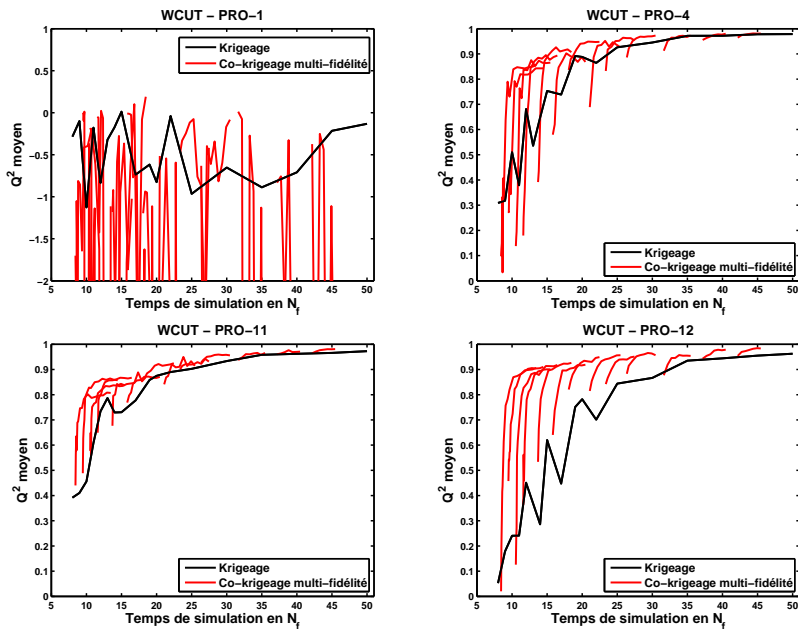 WCUT – PRO-1
Q² moyen
1
0.5
0
−0.5
−1
−1.5
−2
5 10 15 20 25 30 35 40 45 50
Temps de simulation en N_f
Krigeage
Co-krigeage multi-fidélité
WCUT – PRO-4
Q² moyen
1
0.9
0.8
0.7
0.6
0.5
0.4
0.3
0.2
0.1
0
5 10 15 20 25 30 35 40 45 50
Temps de simulation en N_f
Krigeage
Co-krigeage multi-fidélité
WCUT – PRO-11
Q² moyen
1
0.9
0.8
0.7
0.6
0.5
0.4
0.3
0.2
0.1
0
5 10 15 20 25 30 35 40 45 50
Temps de simulation en N_f
Krigeage
Co-krigeage multi-fidélité
WCUT – PRO-12
Q² moyen
1
0.9
0.8
0.7
0.6
0.5
0.4
0.3
0.2
0.1
0
5 10 15 20 25 30 35 40 45 50
Temps de simulation en N_f
Krigeage
Co-krigeage multi-fidélité